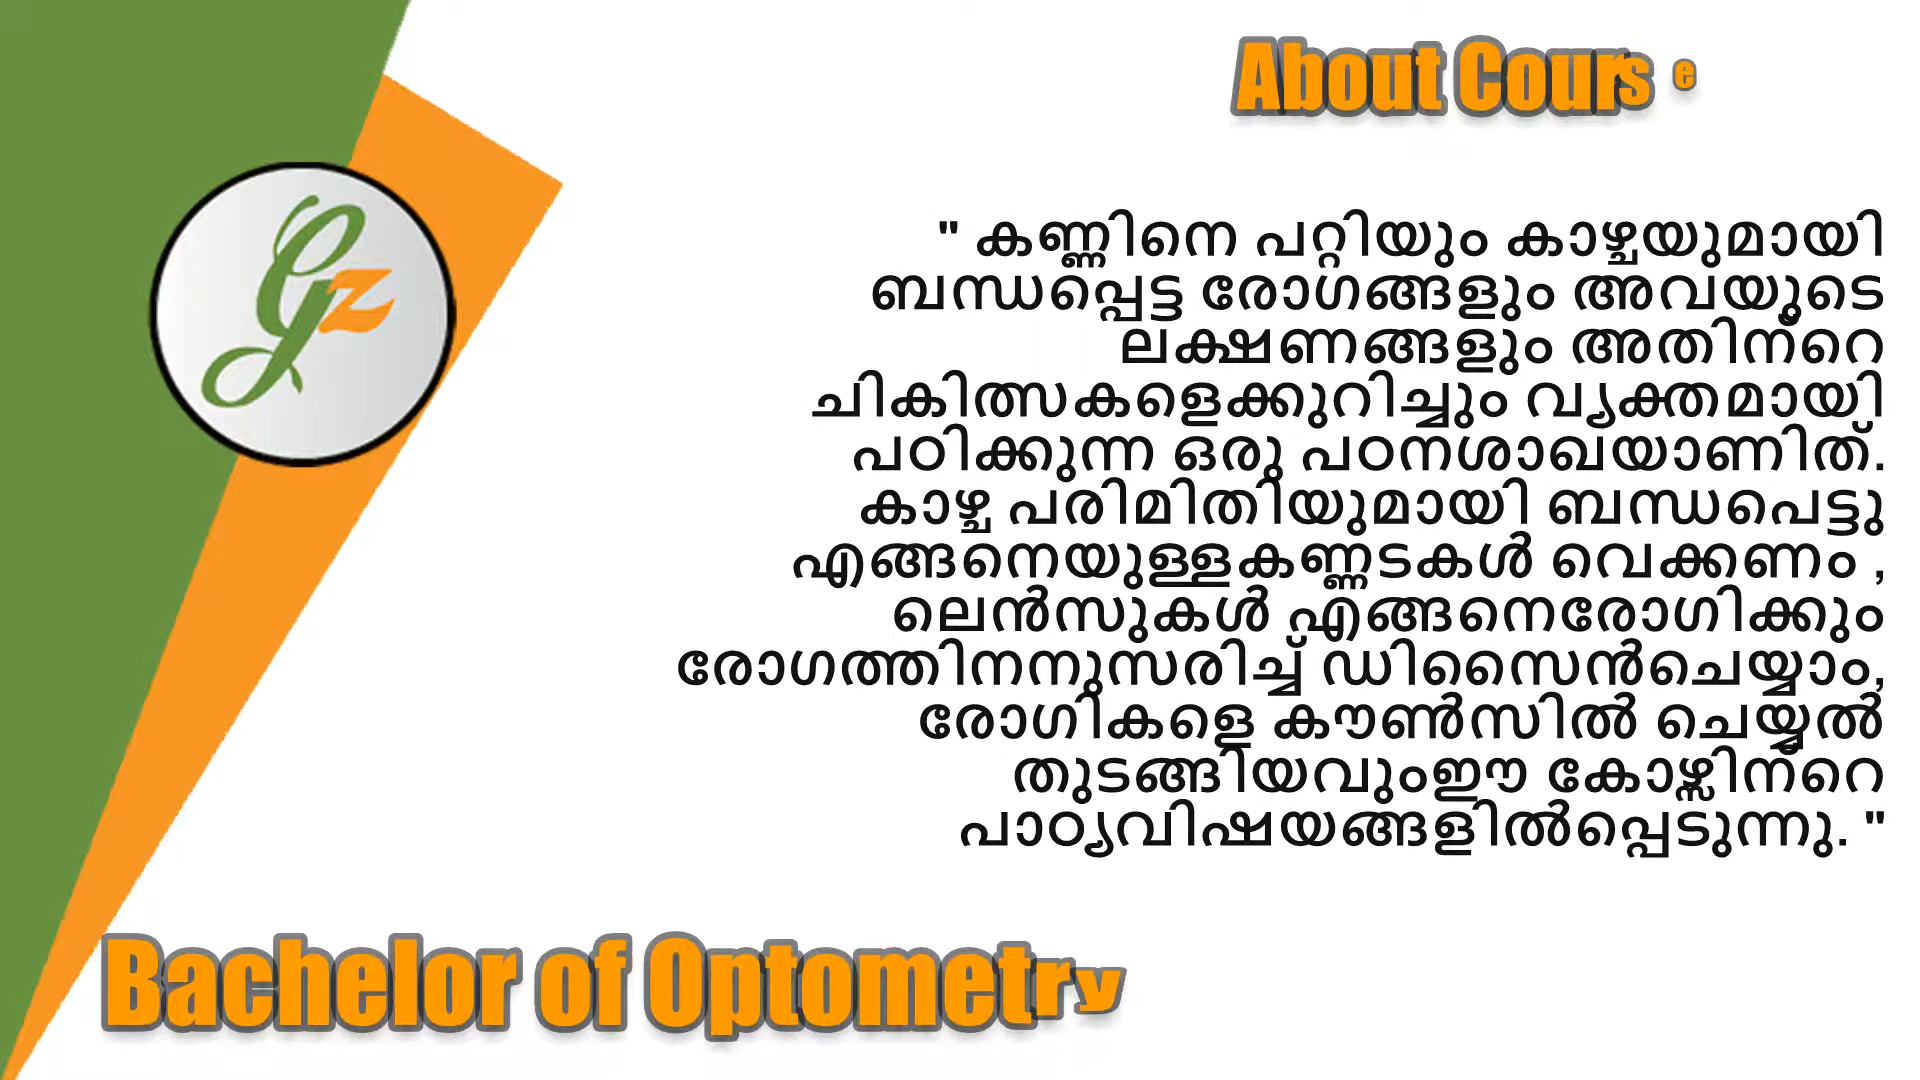 About Course
" കണ്ണിനെ പറ്റിയും കാഴ്ചയുമായി
ബന്ധപ്പെട്ട രോഗങ്ങളും അവയുടെ
ലക്ഷണങ്ങളും അതിന്റെ
ചികിത്സകളെക്കുറിച്ചും വ്യക്തമായി
പഠിക്കുന്ന ഒരു പഠനശാഖയാണിത്.
കാഴ്ച പരിമിതിയുമായി ബന്ധപെട്ടു
എങ്ങനെയുള്ളകണ്ണടകൾ വെക്കണം ,
ലെൻസുകൾ എങ്ങനെരോഗിക്കും
രോഗത്തിനനുസരിച്ച് ഡിസൈൻചെയ്യാം,
രോഗികളെ കൗൺസിൽ ചെയ്യൽ
തുടങ്ങിയവുംഈ കോഴ്സിന്റെ
പാഠ്യവിഷയങ്ങളിൽപ്പെടുന്നു. "
Gz
Bachelor of Optometry